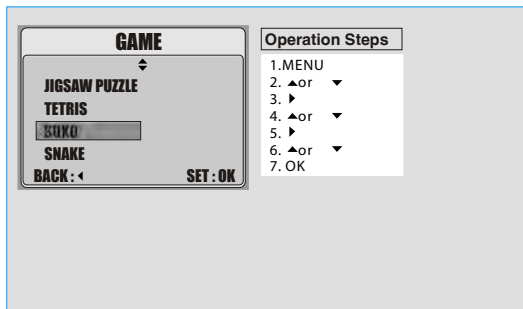 GAME
JIGSAW PUZZLE
TETRIS
SNAKE
BACK : ◂ SET : OK
Operation Steps
1.MENU
2. ▲or ▼
3. ▶
4. ▲or ▼
5. ▶
6. ▲or ▼
7. OK